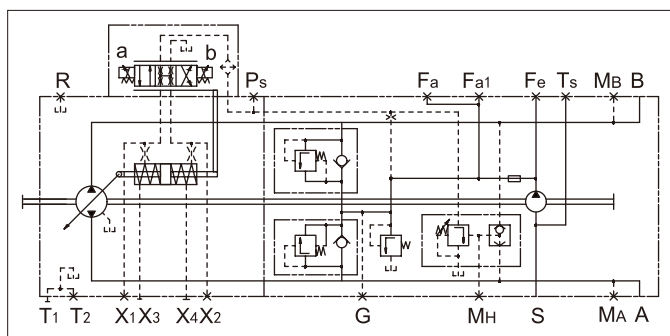 a b
R Ps Fa Fa1 Fe Ts MB B
T1 T2 X1 X3 X4 X2 G MH S MA A